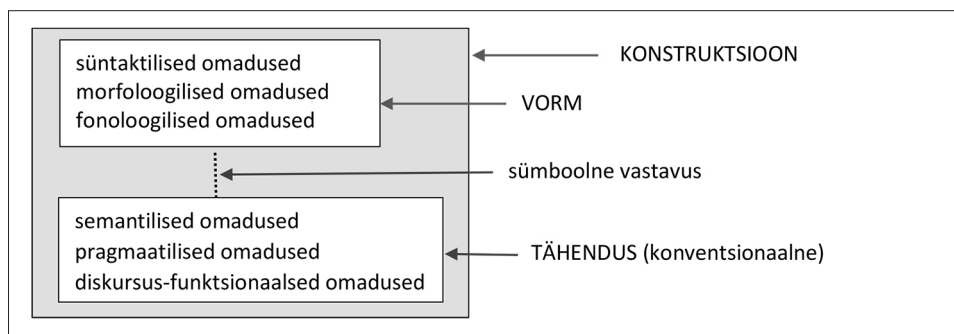 süntaktilised omadused
morfoloogilised omadused
fonoloogilised omadused
KONSTRUKTSIOON
VORM
sümboolne vastavus
semantilised omadused
pragmaatilised omadused
diskursus-funktsionaalsed omadused
TÄHENDUS (konventsionaalne)